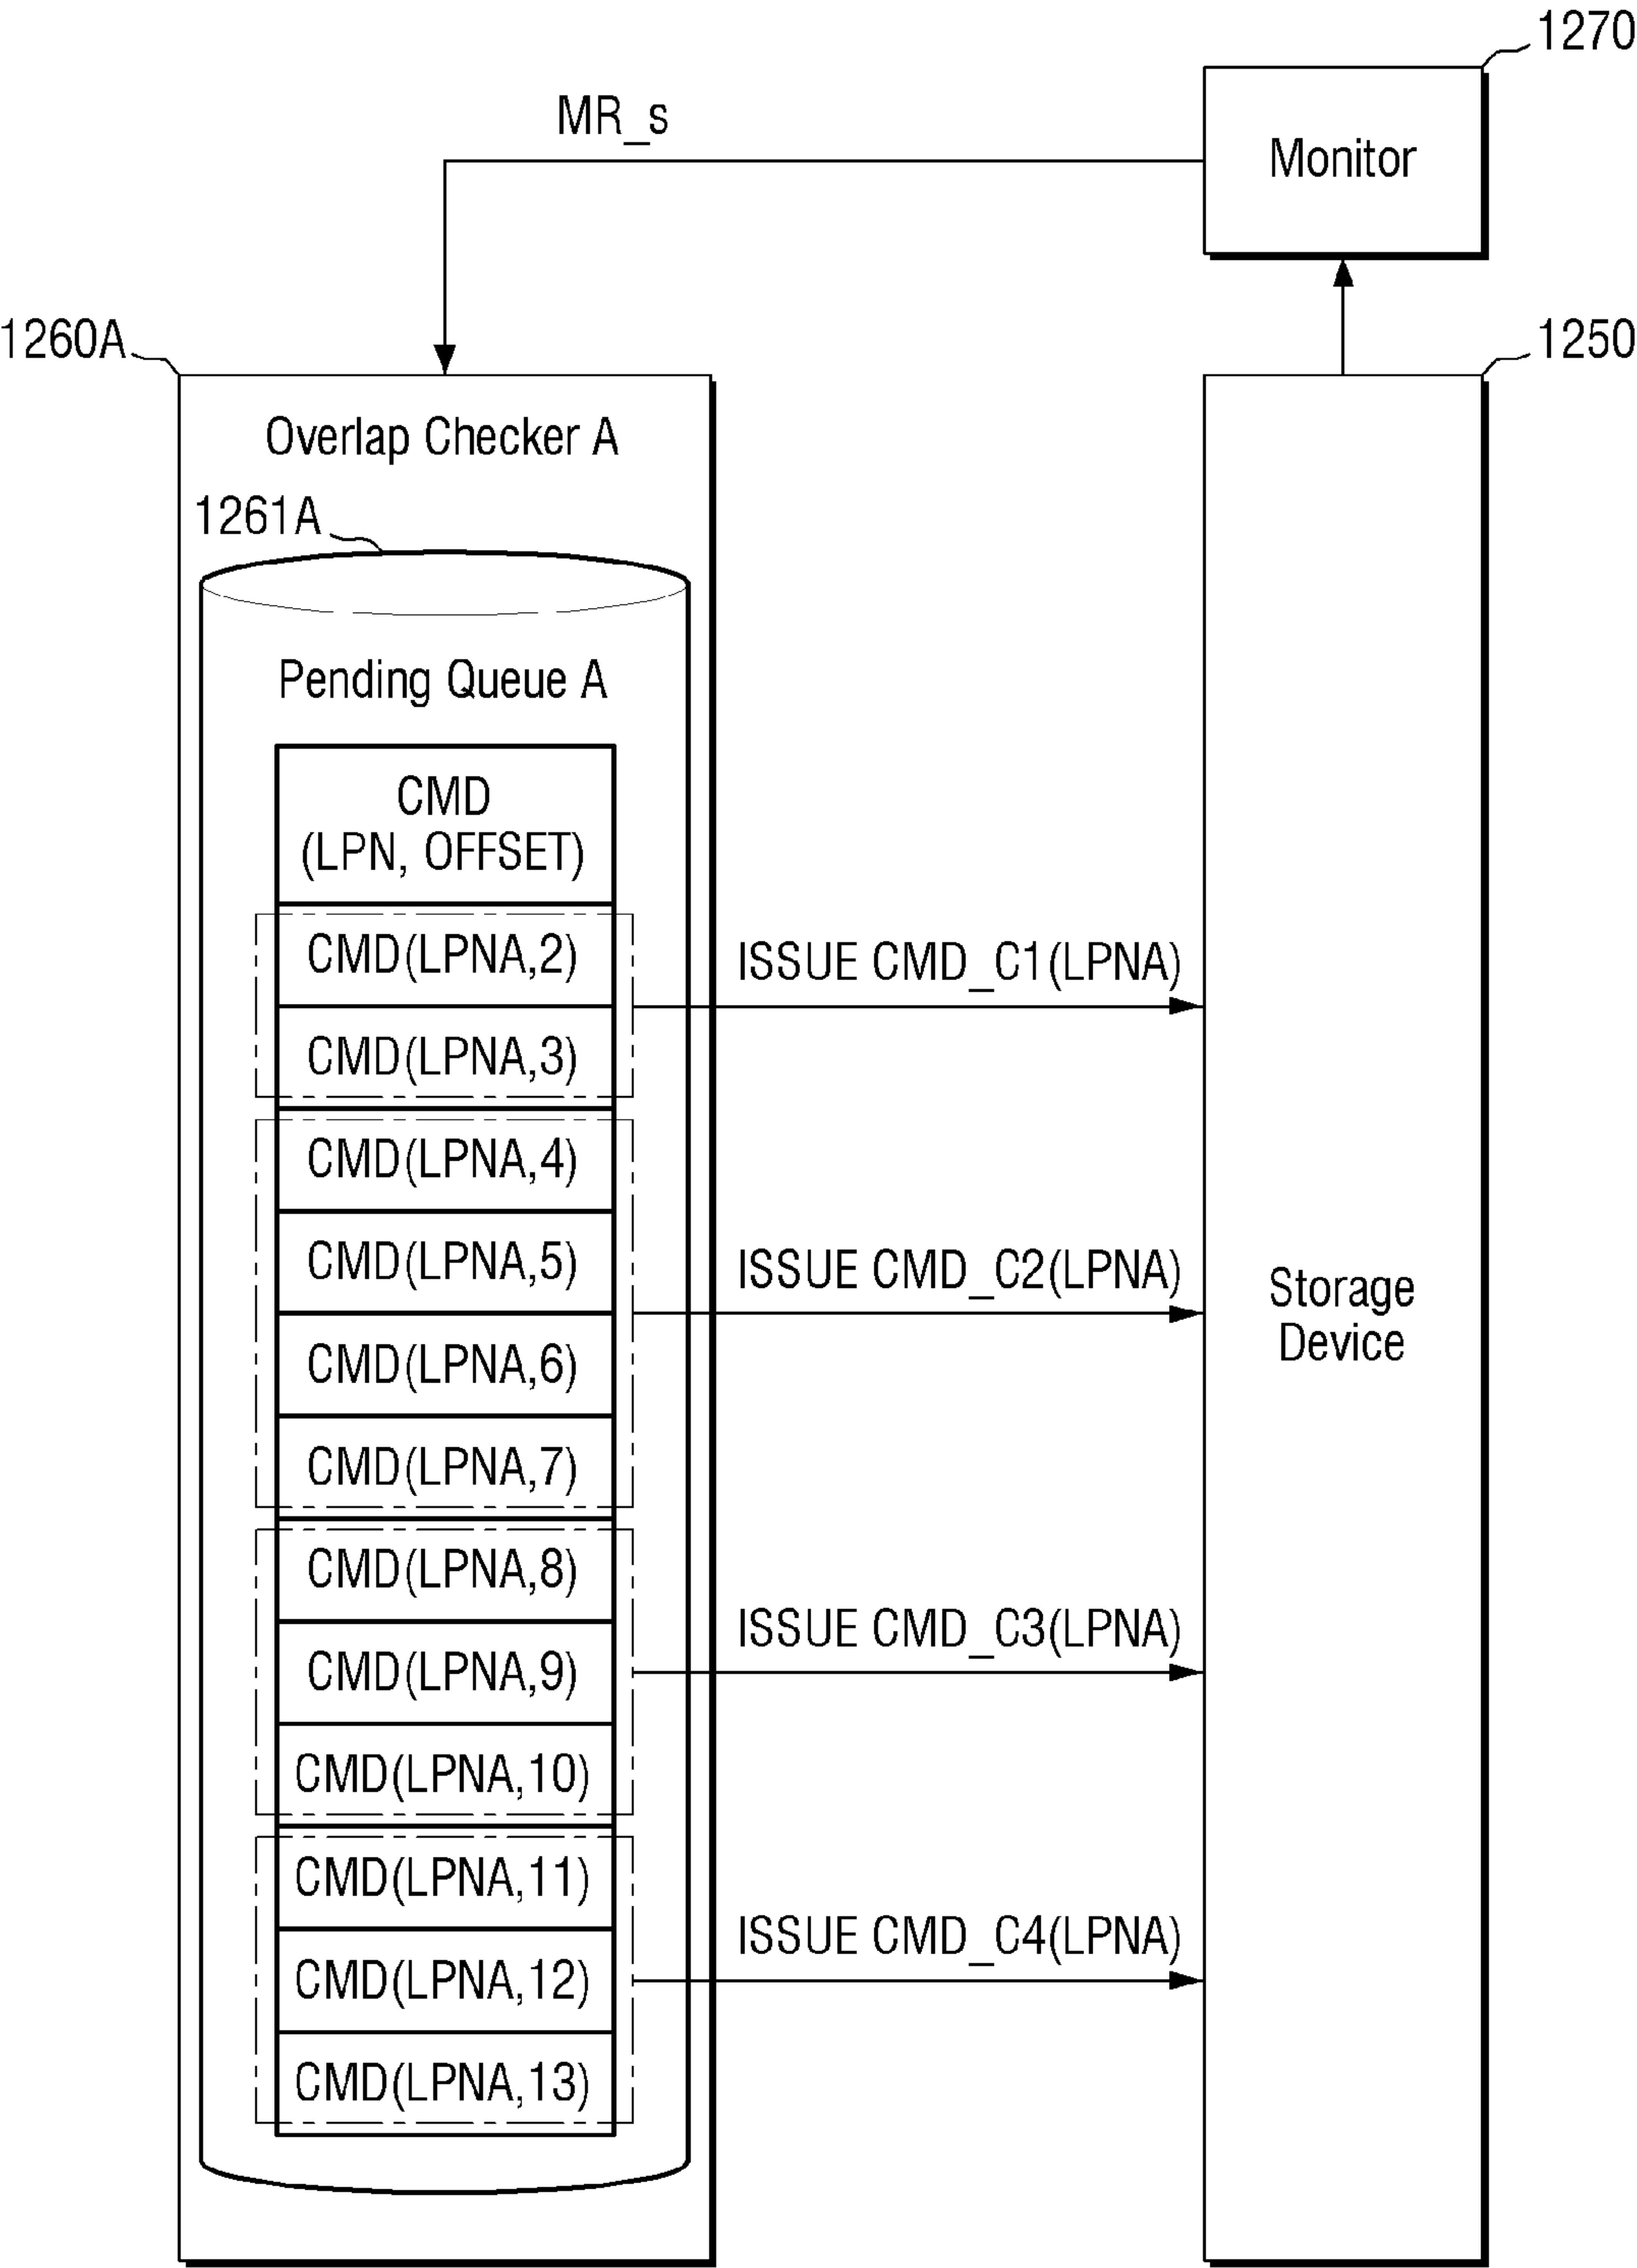 1270
MR_s
Monitor
1260A
1250
Overlap Checker A
1261A
Pending Queue A
CMD
(LPN, OFFSET)
CMD(LPNA,2)
ISSUE CMD_C1(LPNA)
CMD(LPNA,3)
CMD(LPNA,4)
CMD(LPNA,5)
ISSUE CMD_C2(LPNA)
Storage
Device
CMD(LPNA,6)
CMD(LPNA,7)
CMD(LPNA,8)
ISSUE CMD_C3(LPNA)
CMD(LPNA,9)
CMD(LPNA,10)
CMD(LPNA,11)
ISSUE CMD_C4(LPNA)
CMD(LPNA,12)
CMD(LPNA,13)